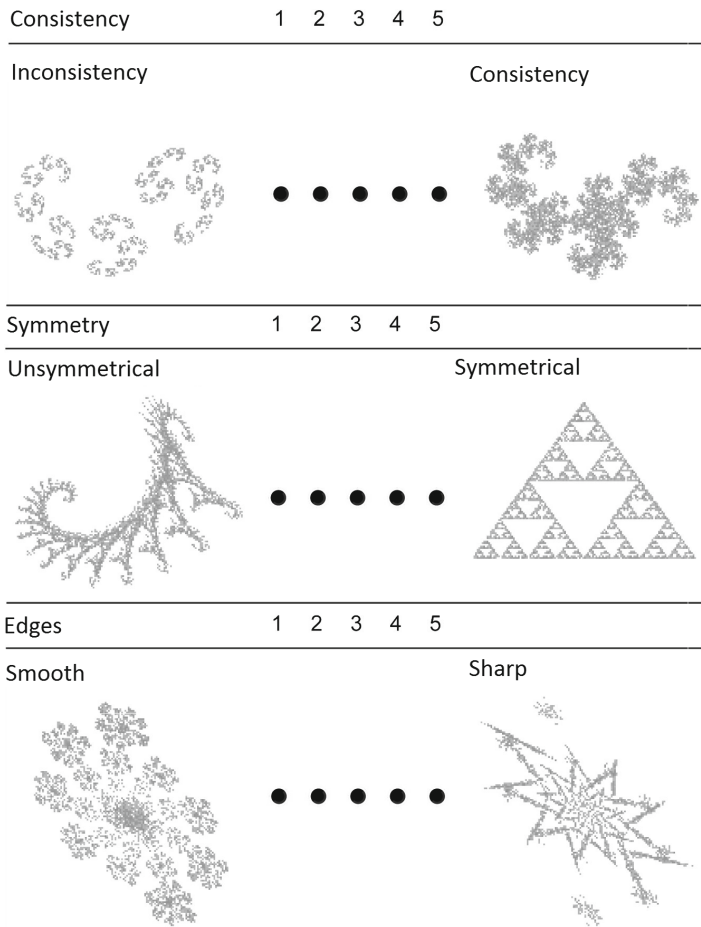 Consistency 1 2 3 4 5
Inconsistency Consistency
Symmetry 1 2 3 4 5
Unsymmetrical Symmetrical
Edges 1 2 3 4 5
Smooth Sharp